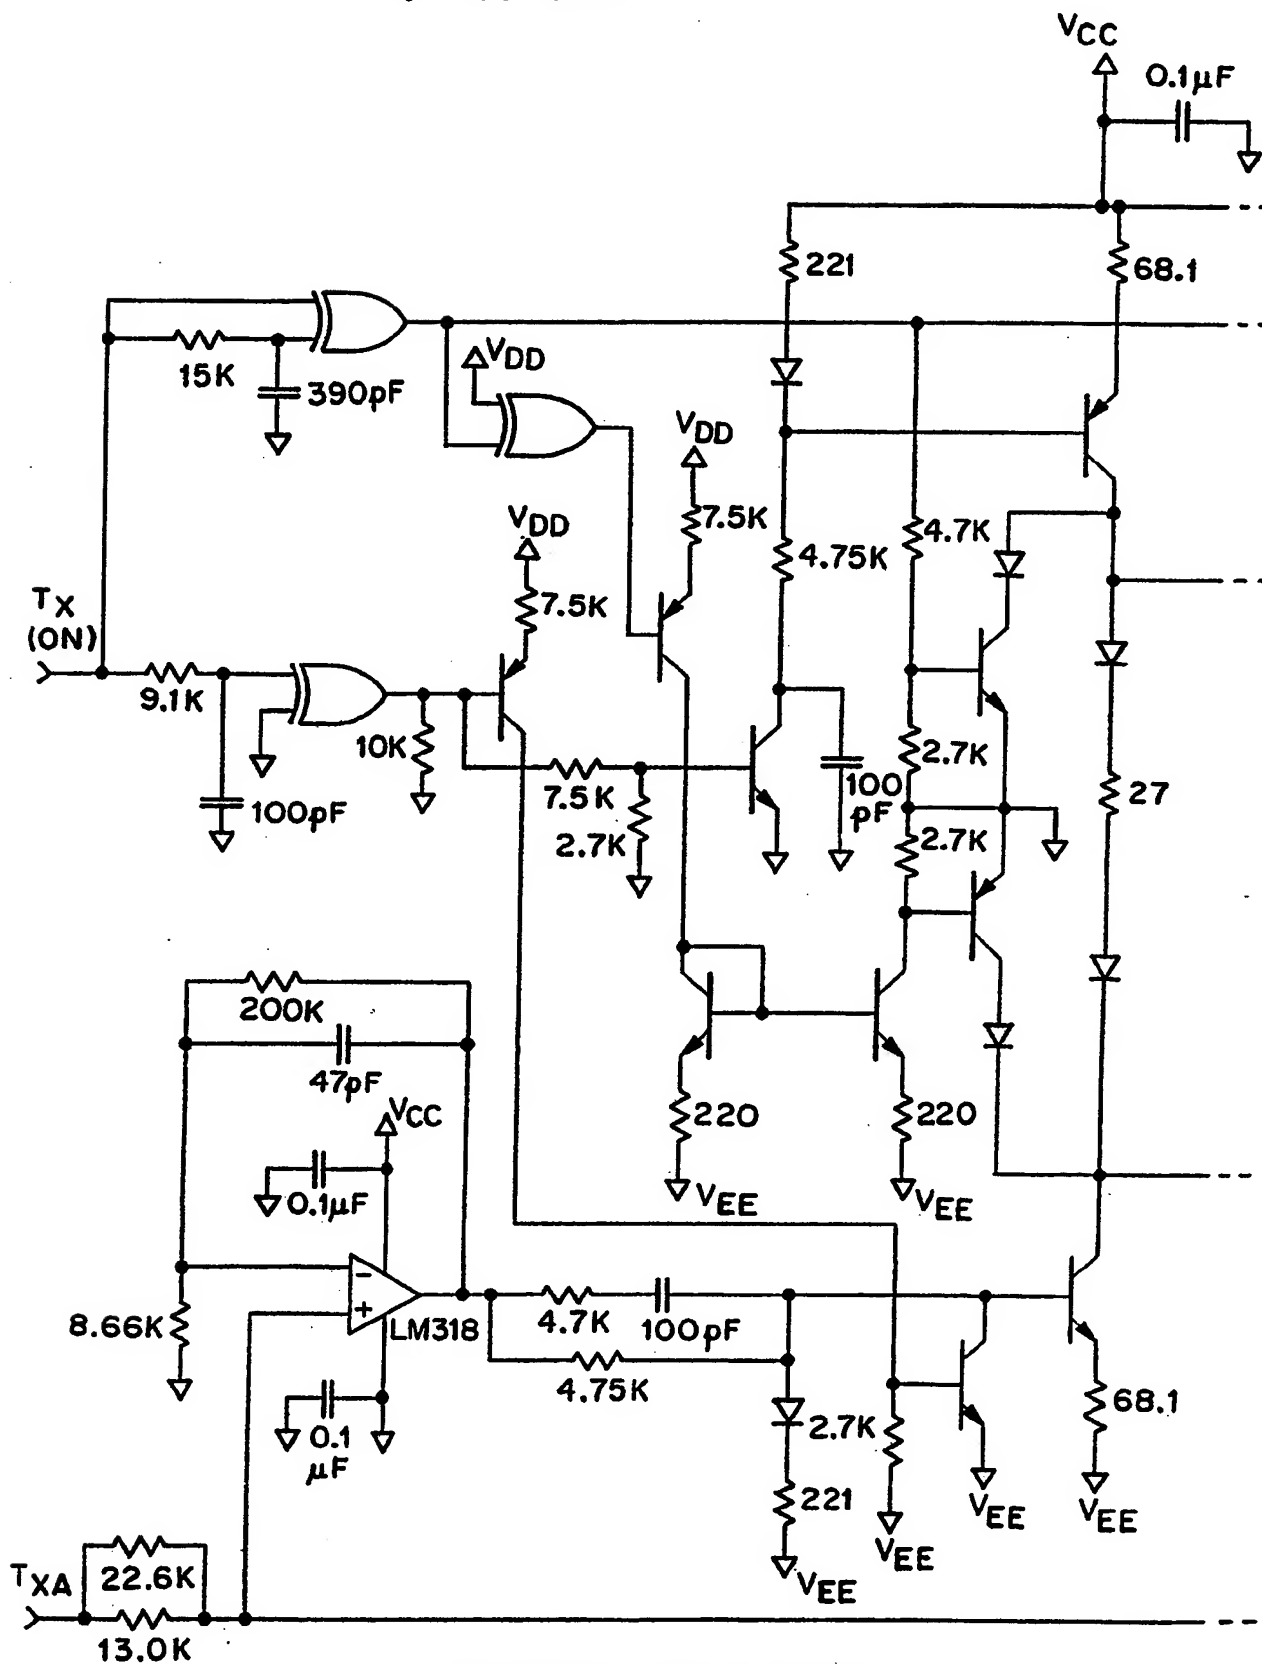 VCC
0.1µF
221
68.1
15K
390pF
VDD
VDD
7.5K
VDD
4.75K
4.7K
7.5K
TX
(ON)
9.1K
10K
7.5K
2.7K
100pF
100
pF
27
2.7K
2.7K
200K
47pF
VCC
220
220
0.1µF
VEE
VEE
8.66K
LM318
4.7K
100pF
4.75K
0.1
µF
2.7K
68.1
221
VEE
VEE
VEE
VEE
TXA
22.6K
13.0K